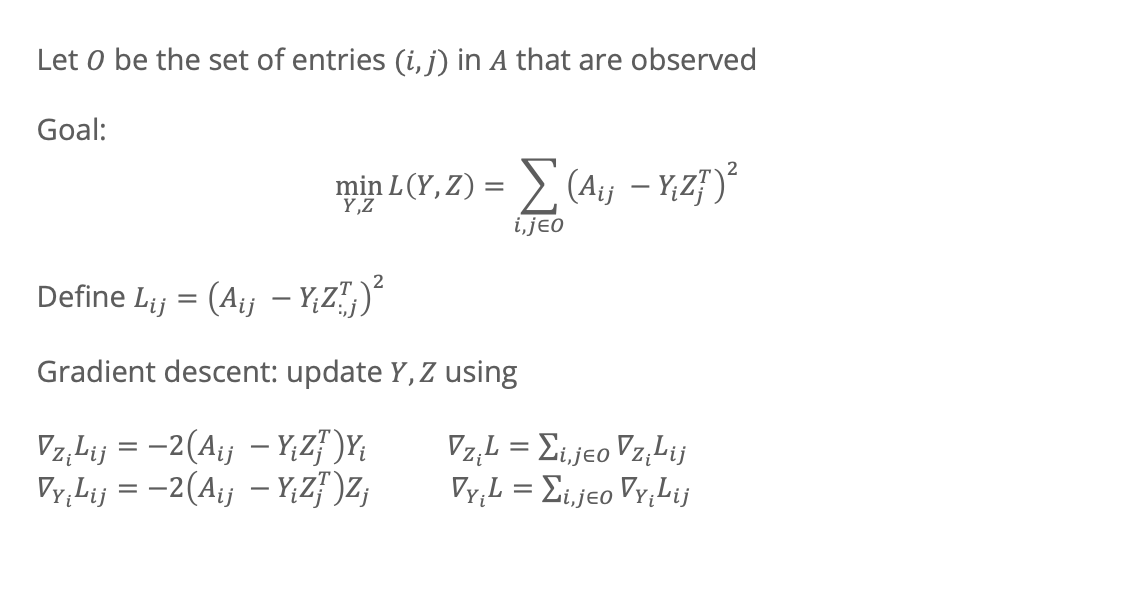 Let O be the set of entries (i, j) in A that are observed
Goal:
min_{Y,Z} L(Y, Z) = ∑_{i,j∈O} (A_{ij} − Y_i Z_j^T)^2
Define L_{ij} = (A_{ij} − Y_i Z_{:,j}^T)^2
Gradient descent: update Y, Z using
∇_{Z_i} L_{ij} = −2(A_{ij} − Y_i Z_j^T)Y_i    ∇_{Z_i} L = ∑_{i,j∈O} ∇_{Z_i} L_{ij}
∇_{Y_i} L_{ij} = −2(A_{ij} − Y_i Z_j^T)Z_j    ∇_{Y_i} L = ∑_{i,j∈O} ∇_{Y_i} L_{ij}